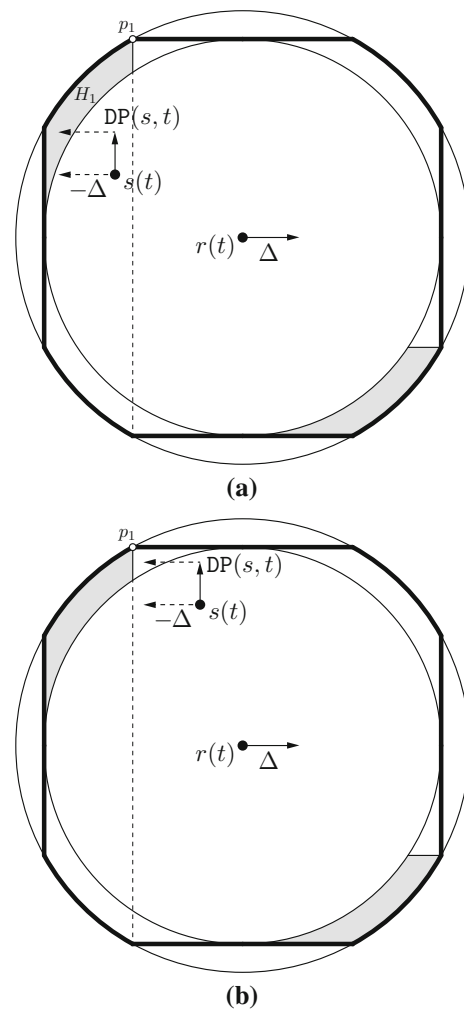 p₁
H₁
DP(s, t)
−Δ
s(t)
r(t)
Δ
(a)
p₁
DP(s, t)
−Δ
s(t)
r(t)
Δ
(b)